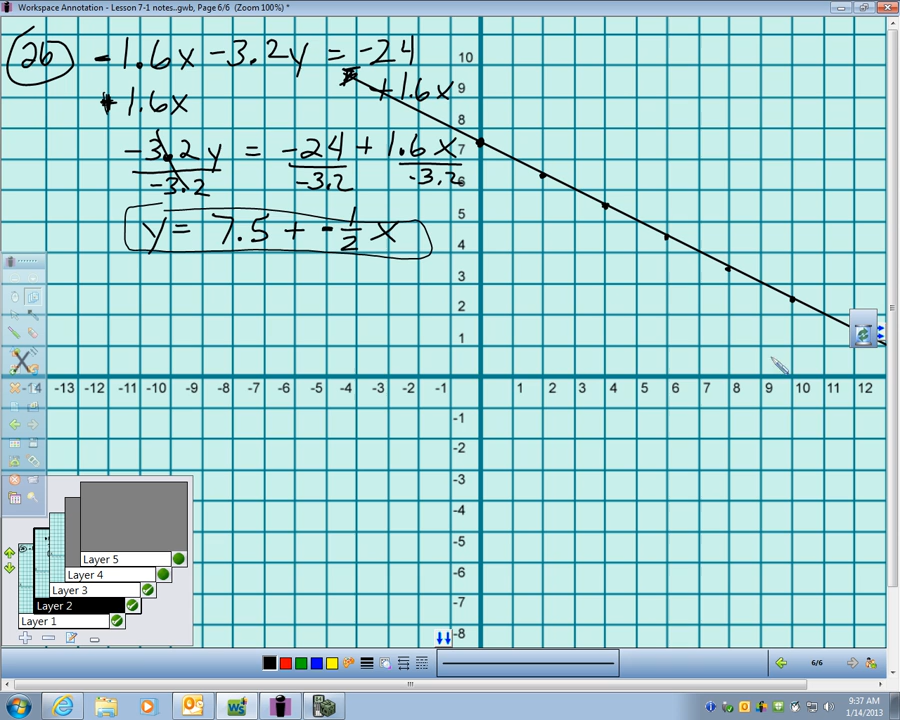 Workspace Annotation - Lesson 7-1 notes..gwb, Page 6/6 (Zoom 100%) *
26 -1.6x - 3.2y = -24
+1.6x +1.6x
-3.2y = -24 + 1.6x
-3.2 -3.2 -3.2
y = 7.5 + -1/2 x
10
9
8
7
6
5
4
3
2
1
-14 -13 -12 -11 -10 -9 -8 -7 -6 -5 -4 -3 -2 -1 1 2 3 4 5 6 7 8 9 10 11 12
-1
-2
-3
-4
-5
-6
-7
-8
Layer 5
Layer 4
Layer 3
Layer 2
Layer 1
6/6
9:37 AM
1/14/2013